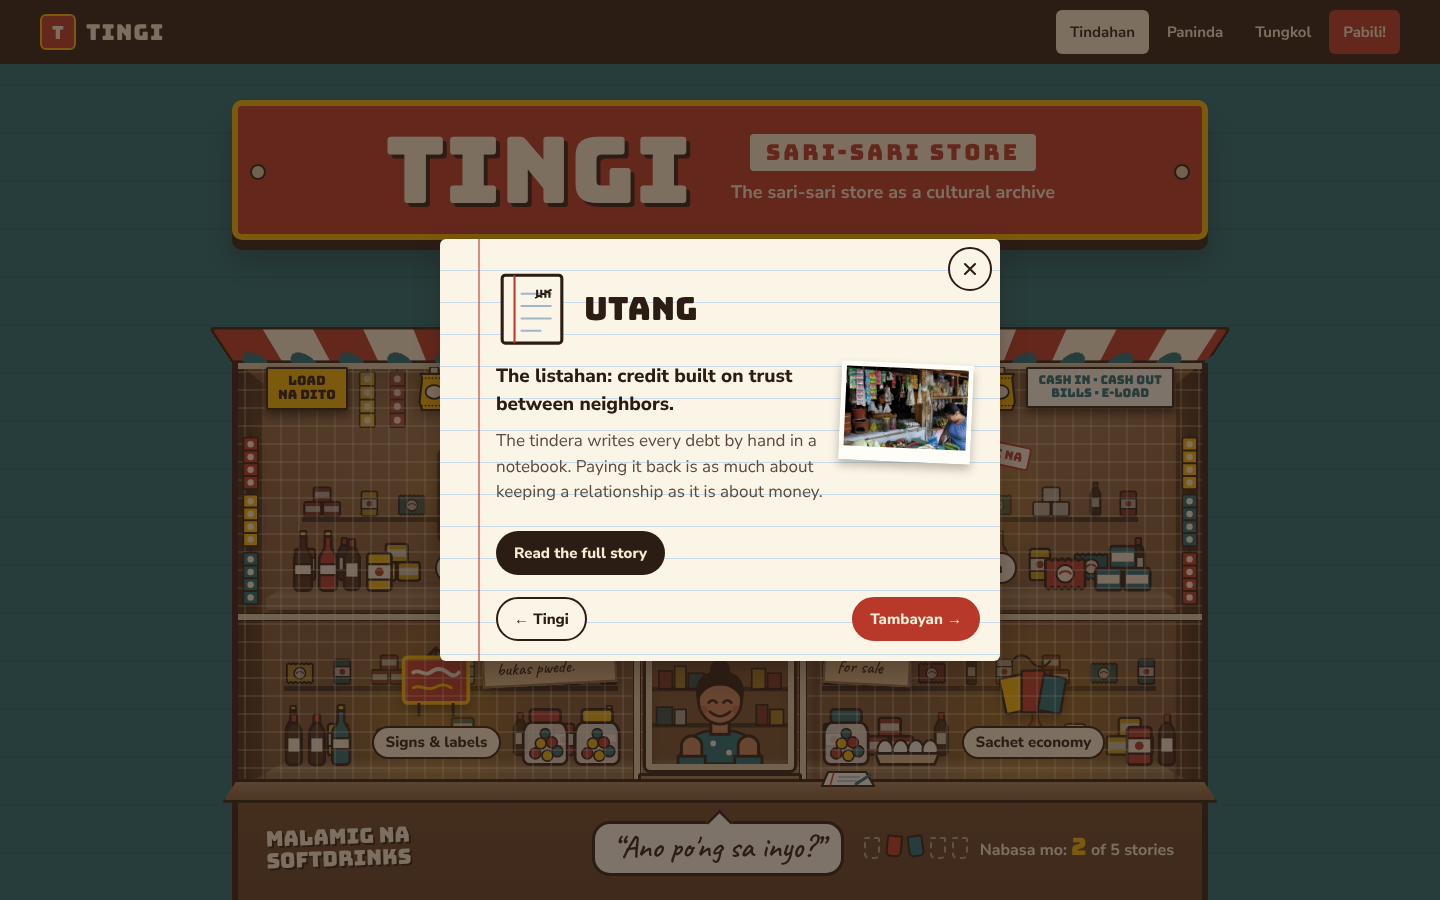 T TINGI
Tindahan
Paninda
Tungkol
Pabili!
TINGI
SARI-SARI STORE
The sari-sari store as a cultural archive
UTANG
The listahan: credit built on trust
between neighbors.
The tindera writes every debt by hand in a
notebook. Paying it back is as much about
keeping a relationship as it is about money.
Read the full story
← Tingi
Tambayan →
LOAD
NA DITO
CASH IN • CASH OUT
BILLS • E-LOAD
NA
bukas pwede.
for sale
Signs & labels
Sachet economy
MALAMIG NA
SOFTDRINKS
“Ano po'ng sa inyo?”
Nabasa mo: 2 of 5 stories